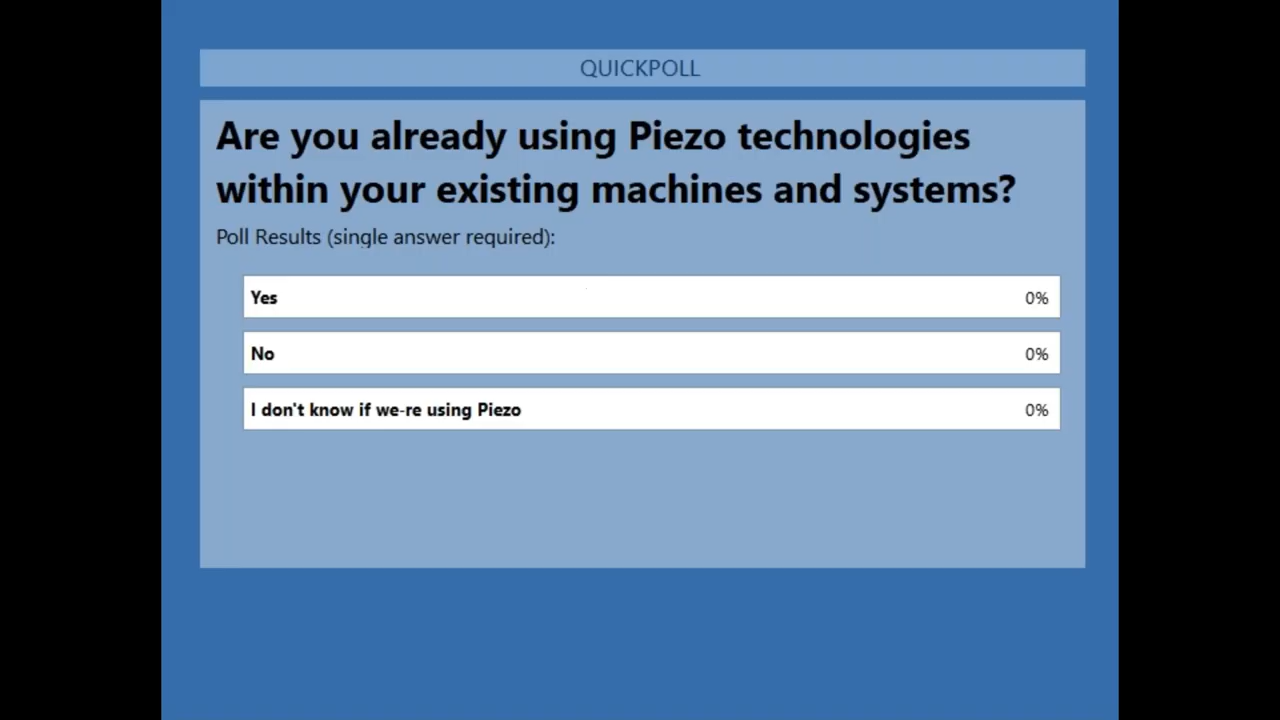 QUICKPOLL
Are you already using Piezo technologies
within your existing machines and systems?
Poll Results (single answer required):
Yes 0%
No 0%
I don't know if we-re using Piezo 0%